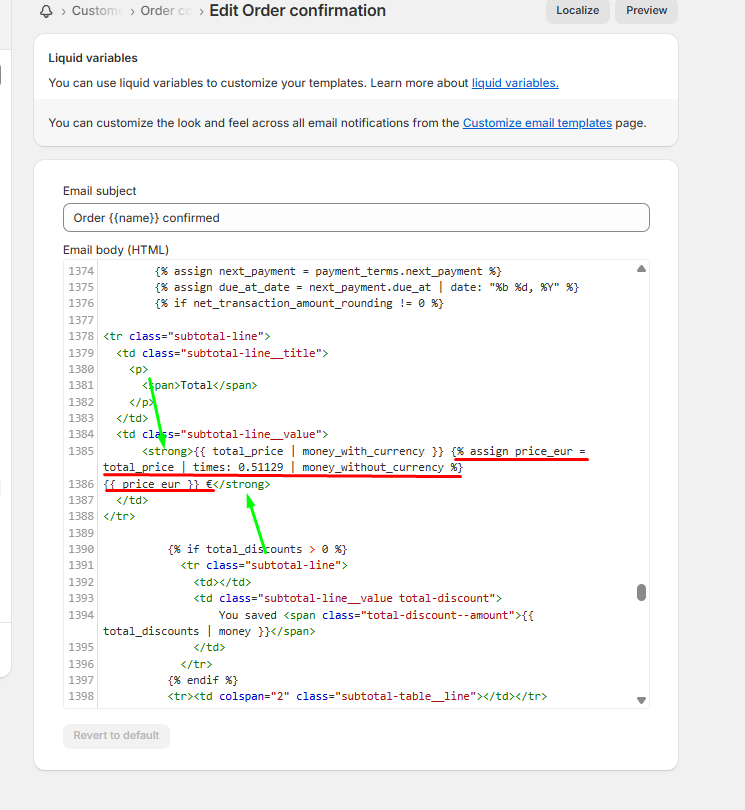 Custome › Order co › Edit Order confirmation
Localize
Preview
Liquid variables
You can use liquid variables to customize your templates. Learn more about liquid variables.
You can customize the look and feel across all email notifications from the Customize email templates page.
Email subject
Order {{name}} confirmed
Email body (HTML)
1374 {% assign next_payment = payment_terms.next_payment %}
1375 {% assign due_at_date = next_payment.due_at | date: "%b %d, %Y" %}
1376 {% if net_transaction_amount_rounding != 0 %}
1377
1378 <tr class="subtotal-line">
1379 <td class="subtotal-line__title">
1380 <p>
1381 <span>Total</span>
1382 </p>
1383 </td>
1384 <td class="subtotal-line__value">
1385 <strong>{{ total_price | money_with_currency }} {% assign price_eur =
total_price | times: 0.51129 | money_without_currency %}
1386 {{ price_eur }} €</strong>
1387 </td>
1388 </tr>
1389
1390 {% if total_discounts > 0 %}
1391 <tr class="subtotal-line">
1392 <td></td>
1393 <td class="subtotal-line__value total-discount">
1394 You saved <span class="total-discount--amount">{{
total_discounts | money }}</span>
1395 </td>
1396 </tr>
1397 {% endif %}
1398 <tr><td colspan="2" class="subtotal-table__line"></td></tr>
Revert to default